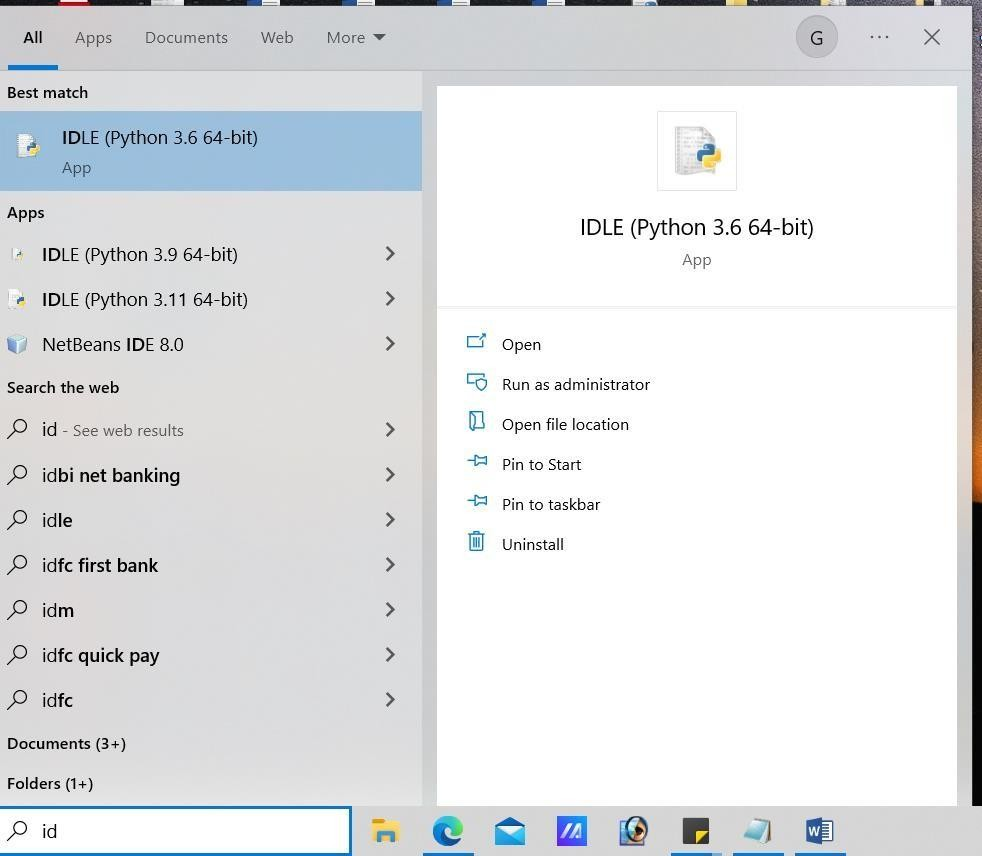 All Apps Documents Web More G ...
Best match
IDLE (Python 3.6 64-bit)
App
Apps
IDLE (Python 3.9 64-bit)
IDLE (Python 3.11 64-bit)
NetBeans IDE 8.0
Search the web
id - See web results
idbi net banking
idle
idfc first bank
idm
idfc quick pay
idfc
Documents (3+)
Folders (1+)
id
IDLE (Python 3.6 64-bit)
App
Open
Run as administrator
Open file location
Pin to Start
Pin to taskbar
Uninstall
W